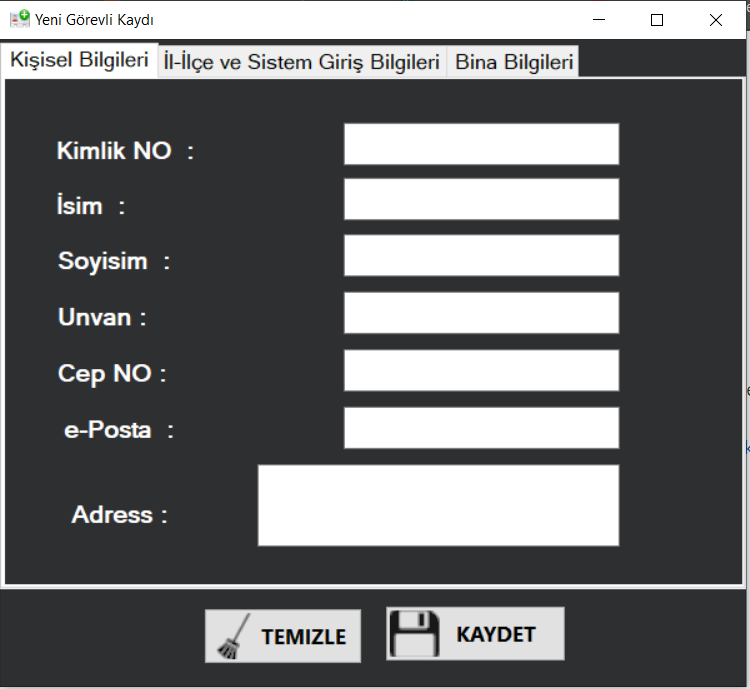 Yeni Görevli Kaydı
Kişisel Bilgileri İl-İlçe ve Sistem Giriş Bilgileri Bina Bilgileri
Kimlik NO :
İsim :
Soyisim :
Unvan :
Cep NO :
e-Posta :
Adress :
TEMIZLE KAYDET